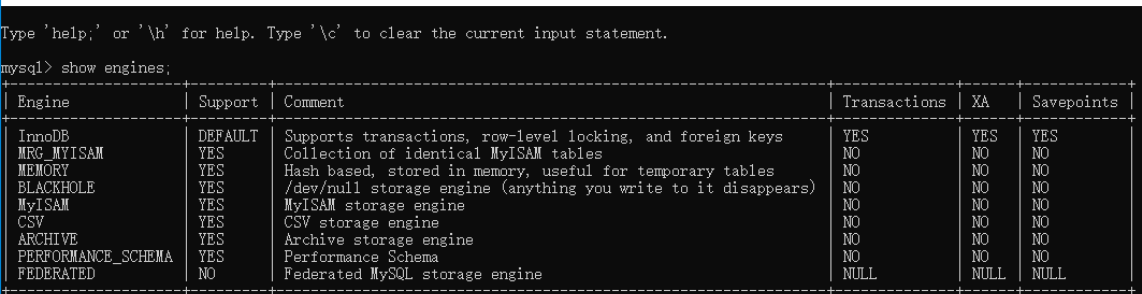 Type 'help;' or '\h' for help. Type '\c' to clear the current input statement.
mysql> show engines;
| Engine | Support | Comment | Transactions | XA | Savepoints |
| InnoDB | DEFAULT | Supports transactions, row-level locking, and foreign keys | YES | YES | YES |
| MRG_MYISAM | YES | Collection of identical MyISAM tables | NO | NO | NO |
| MEMORY | YES | Hash based, stored in memory, useful for temporary tables | NO | NO | NO |
| BLACKHOLE | YES | /dev/null storage engine (anything you write to it disappears) | NO | NO | NO |
| MyISAM | YES | MyISAM storage engine | NO | NO | NO |
| CSV | YES | CSV storage engine | NO | NO | NO |
| ARCHIVE | YES | Archive storage engine | NO | NO | NO |
| PERFORMANCE_SCHEMA | YES | Performance Schema | NO | NO | NO |
| FEDERATED | NO | Federated MySQL storage engine | NULL | NULL | NULL |